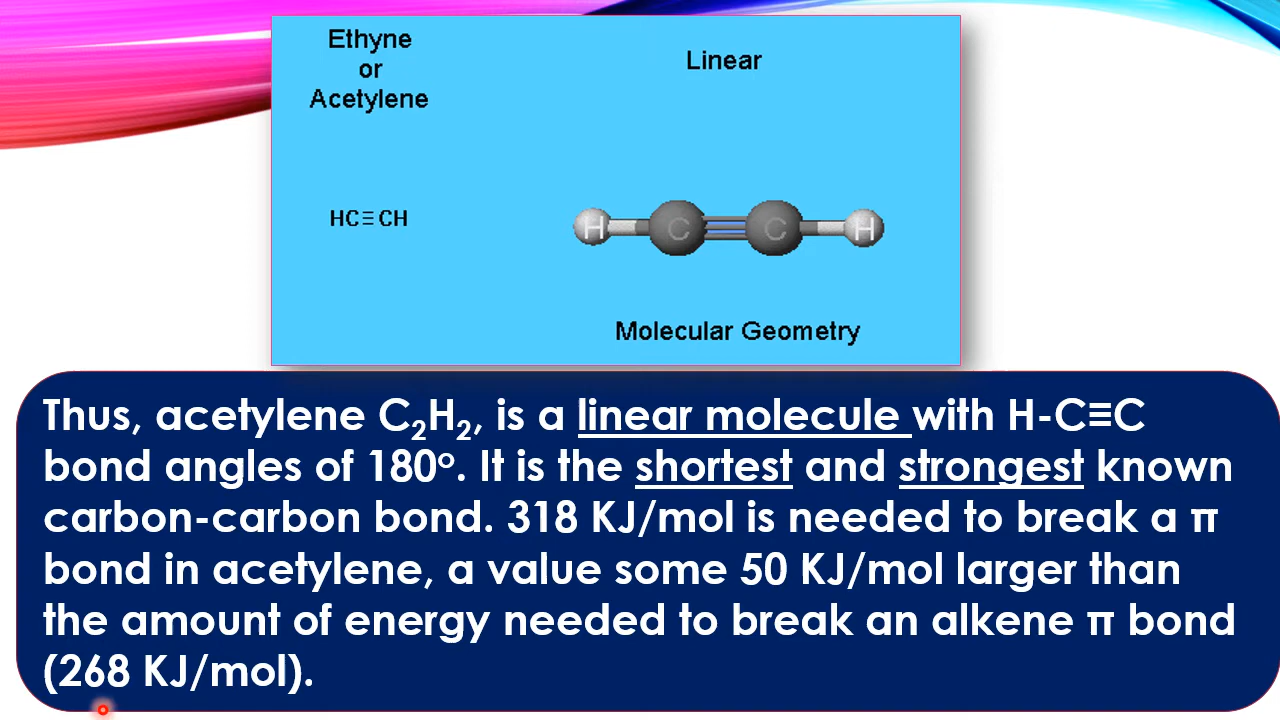 Ethyne
or
Acetylene
Linear
HC≡CH
H C C H
Molecular Geometry
Thus, acetylene C₂H₂, is a linear molecule with H-C≡C
bond angles of 180º. It is the shortest and strongest known
carbon-carbon bond. 318 KJ/mol is needed to break a π
bond in acetylene, a value some 50 KJ/mol larger than
the amount of energy needed to break an alkene π bond
(268 KJ/mol).